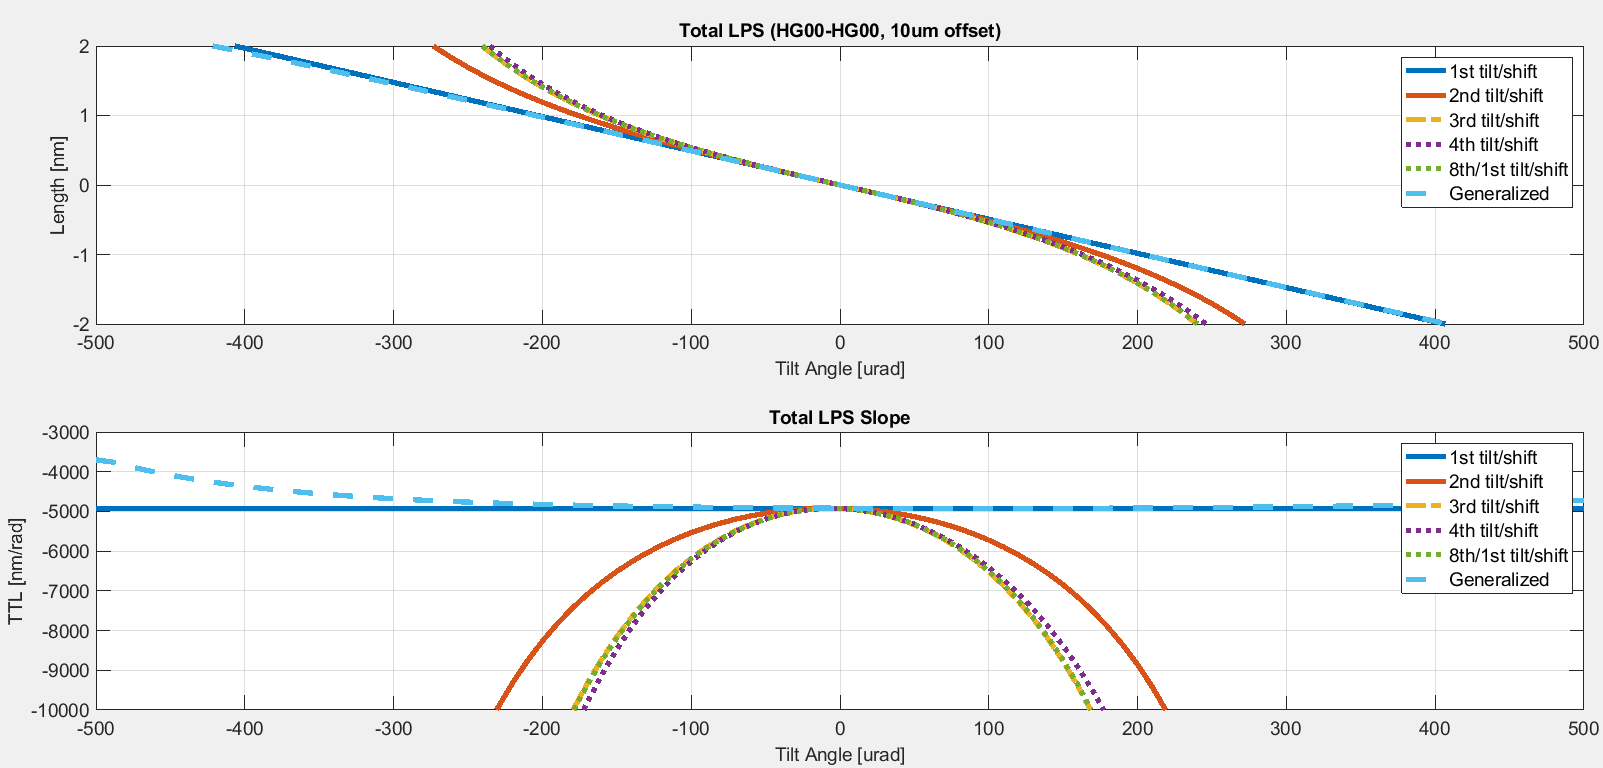 Total LPS (HG00-HG00, 10um offset)
2
1
0
-1
-2
Length [nm]
-500
-400
-300
-200
-100
0
100
200
300
400
500
Tilt Angle [urad]
1st tilt/shift
2nd tilt/shift
3rd tilt/shift
4th tilt/shift
8th/1st tilt/shift
Generalized
Total LPS Slope
-3000
-4000
-5000
-6000
-7000
-8000
-9000
-10000
TTL [nm/rad]
-500
-400
-300
-200
-100
0
100
200
300
400
500
Tilt Angle [urad]
1st tilt/shift
2nd tilt/shift
3rd tilt/shift
4th tilt/shift
8th/1st tilt/shift
Generalized